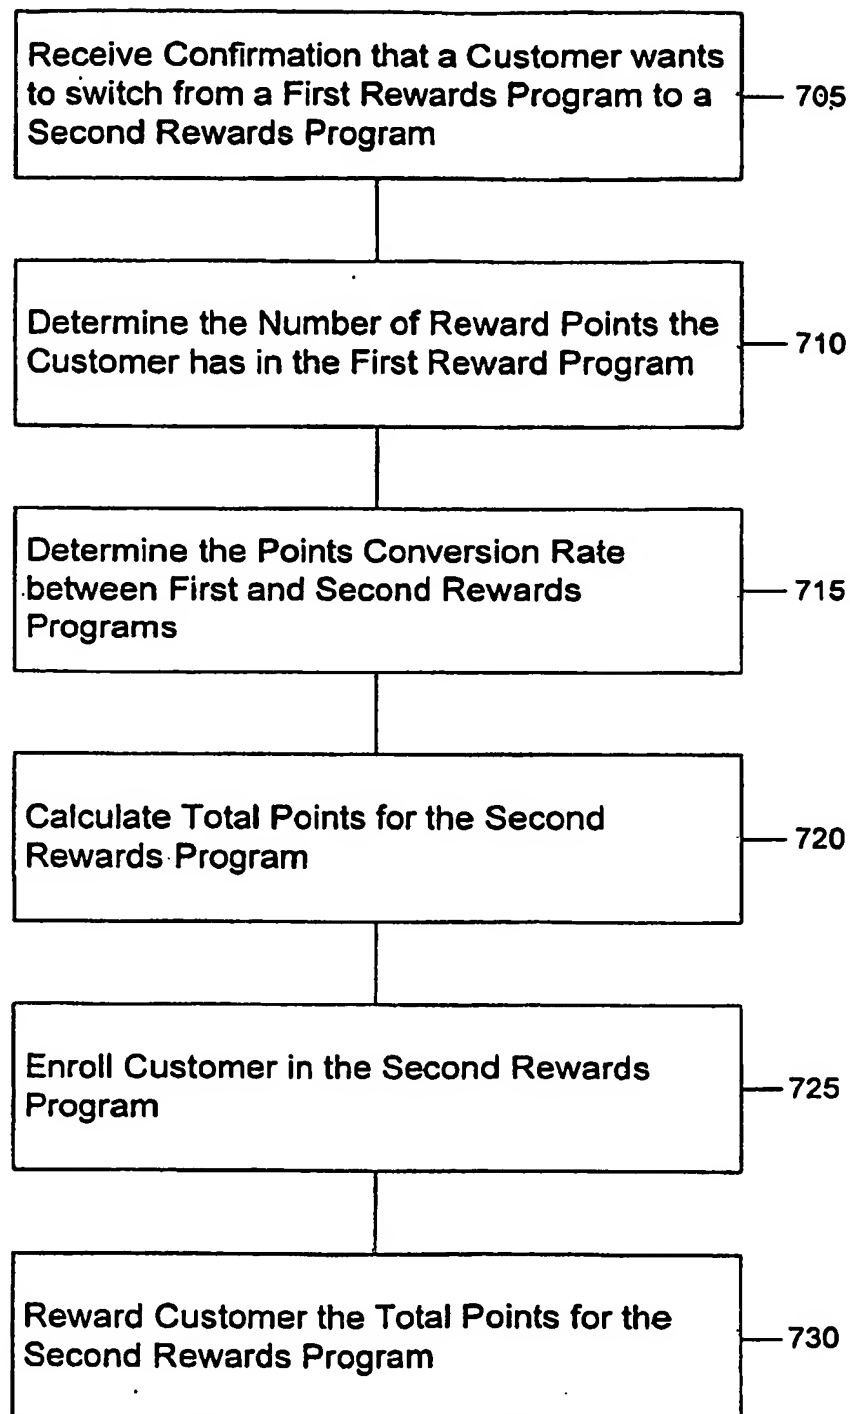 Receive Confirmation that a Customer wants
to switch from a First Rewards Program to a
Second Rewards Program
705
Determine the Number of Reward Points the
Customer has in the First Reward Program
710
Determine the Points Conversion Rate
between First and Second Rewards
Programs
715
Calculate Total Points for the Second
Rewards Program
720
Enroll Customer in the Second Rewards
Program
725
Reward Customer the Total Points for the
Second Rewards Program
730